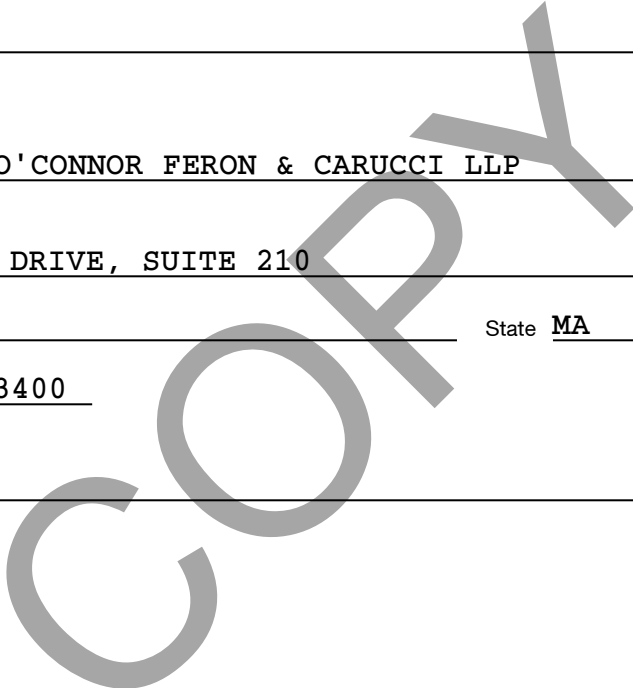 O'CONNOR FERON & CARUCCI LLP
DRIVE, SUITE 210
State MA
3400
COPY